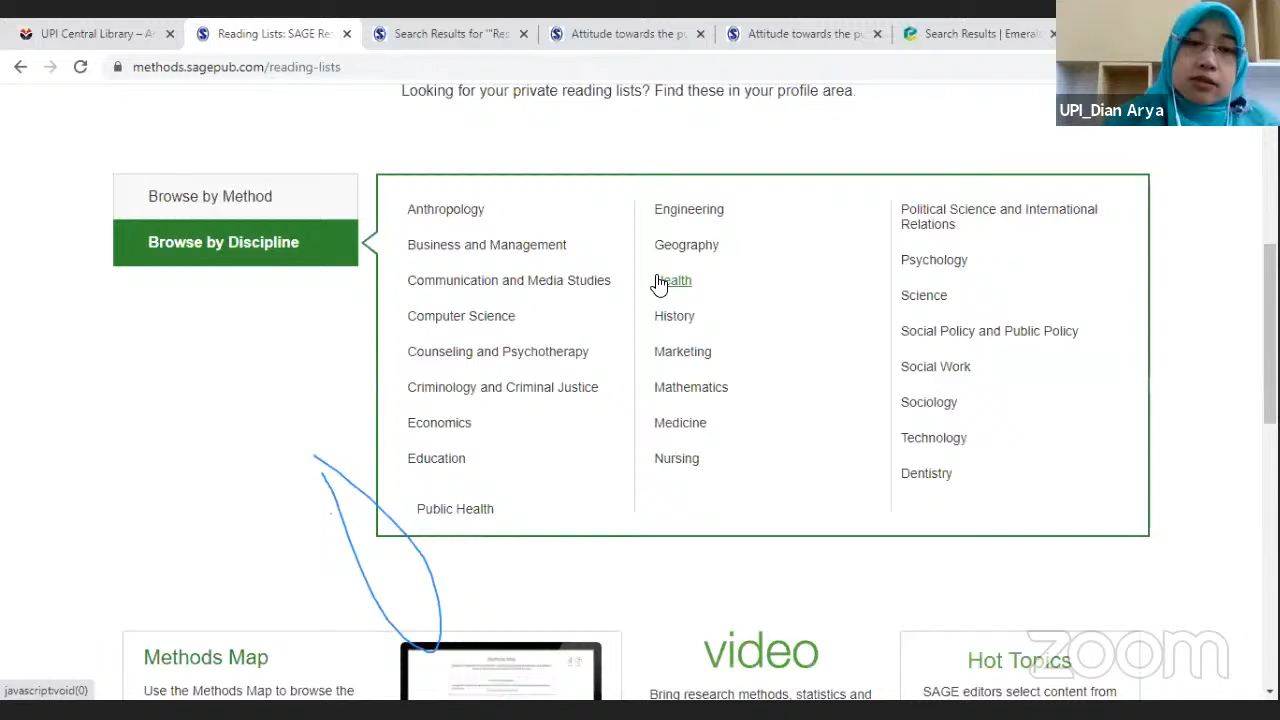 UPI Central Library – A
Reading Lists: SAGE Re
Search Results for ""Res
Attitude towards the pu
Attitude towards the pu
Search Results | Emeral
methods.sagepub.com/reading-lists
UPI_Dian Arya
Looking for your private reading lists? Find these in your profile area.
Browse by Method
Browse by Discipline
Anthropology
Business and Management
Communication and Media Studies
Computer Science
Counseling and Psychotherapy
Criminology and Criminal Justice
Economics
Education
Public Health
Engineering
Geography
Health
History
Marketing
Mathematics
Medicine
Nursing
Political Science and International
Relations
Psychology
Science
Social Policy and Public Policy
Social Work
Sociology
Technology
Dentistry
Methods Map
Use the Methods Map to browse the
Methods Map
video
Bring research methods, statistics and
Hot Topics
SAGE editors select content from
zoom
javascript:void(0)